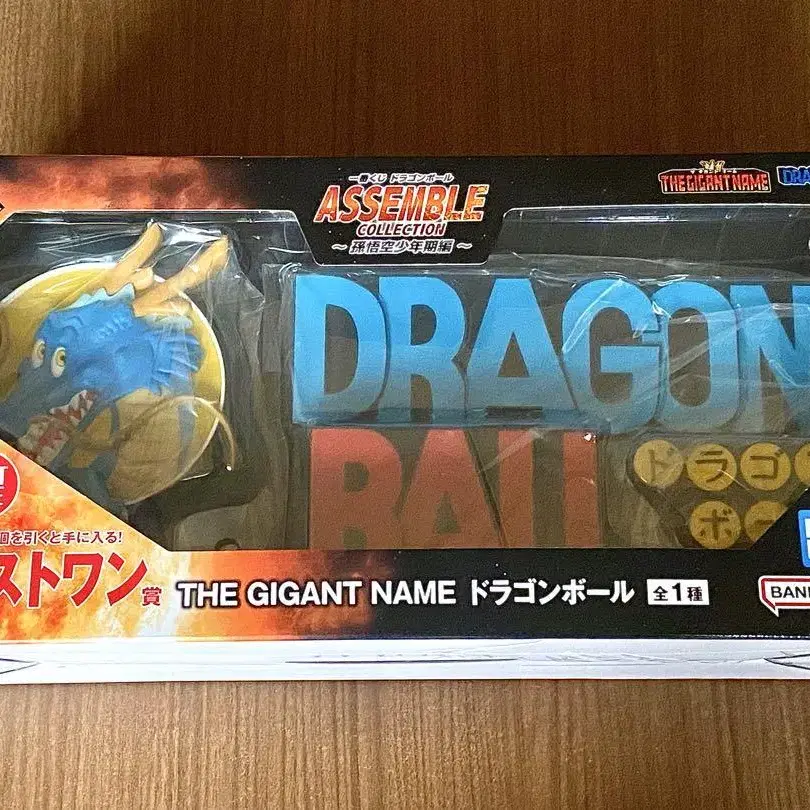 一番くじ ドラゴンボール
ASSEMBLE
COLLECTION
～ 孫悟空少年期編 ～
THE GIGANT NAME
DRAG
DRAGON
BALL
ドラゴ
ボー
回を引くと手に入る!
ストワン賞
THE GIGANT NAME ドラゴンボール 全1種
BAN